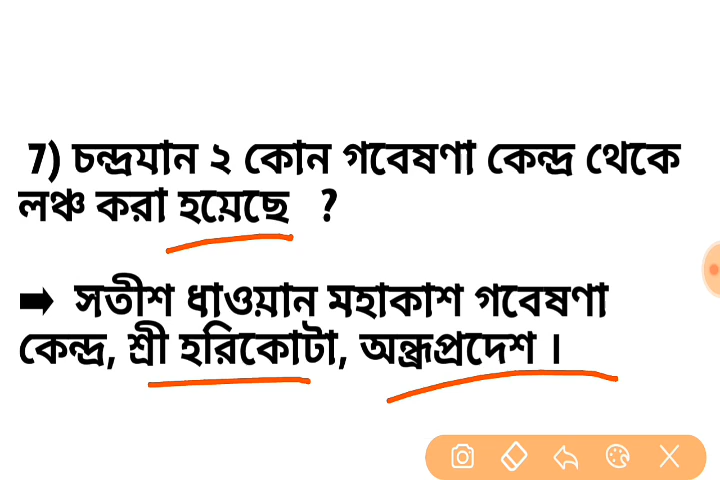 7) চন্দ্রযান ২ কোন গবেষণা কেন্দ্র থেকে
লঞ্চ করা হয়েছে ?
➡ সতীশ ধাওয়ান মহাকাশ গবেষণা
কেন্দ্র, শ্রী হরিকোটা, অন্ধ্রপ্রদেশ ।